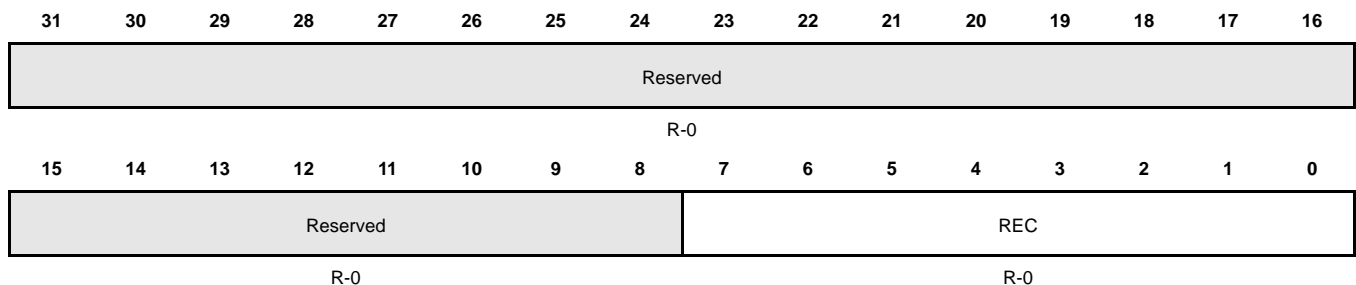 31 30 29 28 27 26 25 24 23 22 21 20 19 18 17 16
Reserved
R-0
15 14 13 12 11 10 9 8 7 6 5 4 3 2 1 0
Reserved REC
R-0 R-0